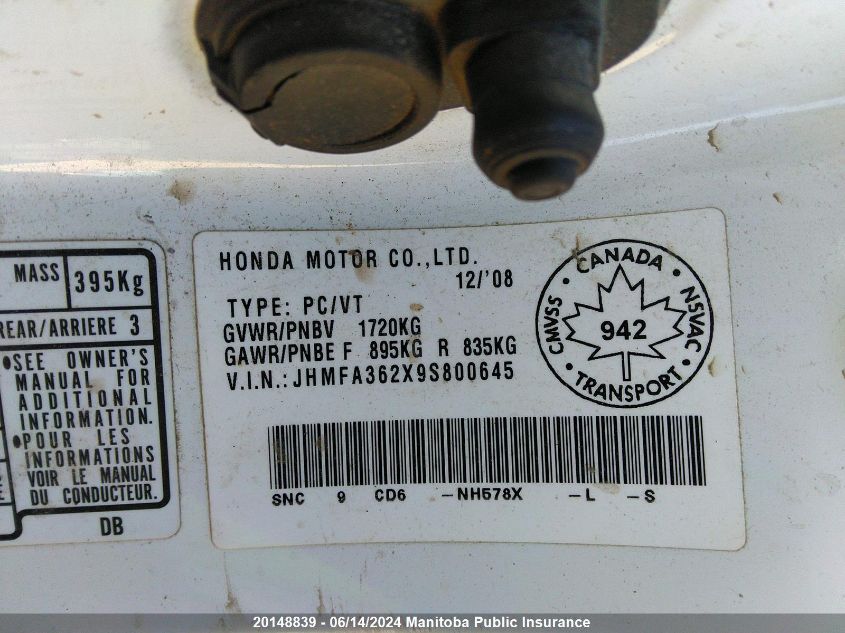 MASS 395Kg
REAR/ARRIERE 3
•SEE OWNER'S
MANUAL FOR
ADDITIONAL
INFORMATION.
•POUR LES
INFORMATIONS
VOIR LE MANUAL
DU CONDUCTEUR.
DB
HONDA MOTOR CO.,LTD.
12/'08
TYPE: PC/VT
GVWR/PNBV 1720KG
GAWR/PNBE F 895KG R 835KG
V.I.N.:JHMFA362X9S800645
CANADA
CMVSS • NSVAC
942
TRANSPORT
SNC 9 CD6 -NH578X -L -S
20148839 - 06/14/2024 Manitoba Public Insurance